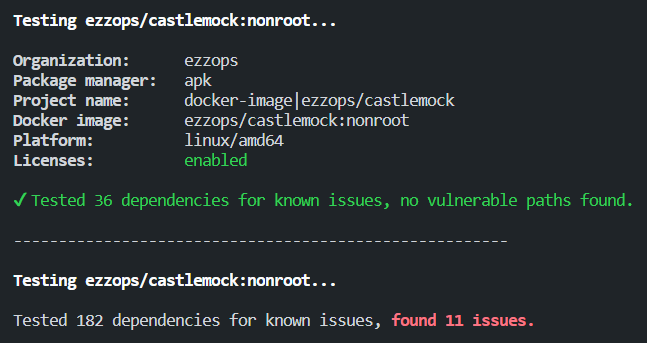 Testing ezzops/castlemock:nonroot...
Organization: ezzops
Package manager: apk
Project name: docker-image|ezzops/castlemock
Docker image: ezzops/castlemock:nonroot
Platform: linux/amd64
Licenses: enabled
✓ Tested 36 dependencies for known issues, no vulnerable paths found.
-------------------------------------------------------
Testing ezzops/castlemock:nonroot...
Tested 182 dependencies for known issues, found 11 issues.